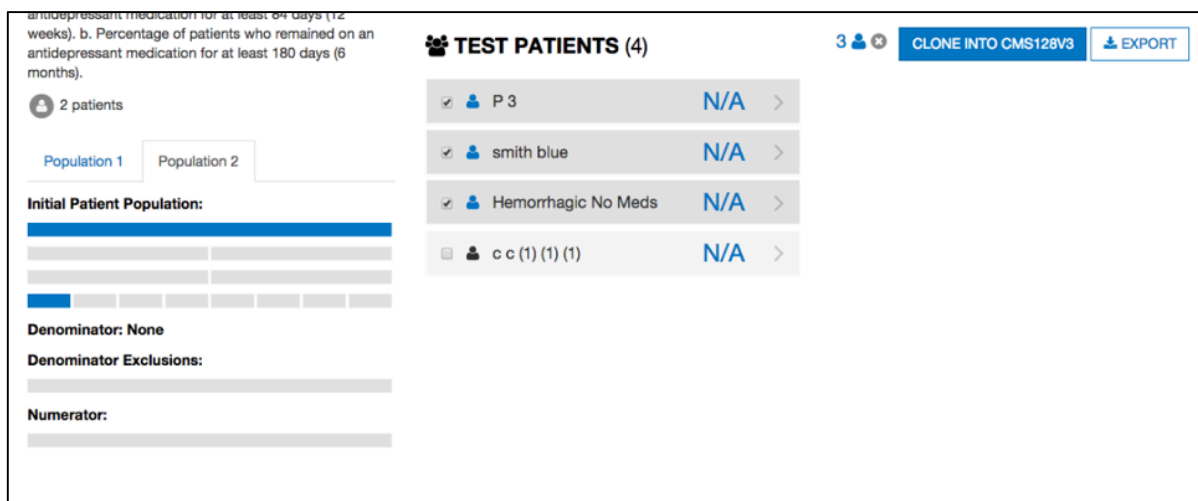 antidepressant medication for at least 84 days (12
weeks). b. Percentage of patients who remained on an
antidepressant medication for at least 180 days (6
months).
2 patients
Population 1 Population 2
Initial Patient Population:
Denominator: None
Denominator Exclusions:
Numerator:
TEST PATIENTS (4)
P 3 N/A
smith blue N/A
Hemorrhagic No Meds N/A
c c (1) (1) (1) N/A
3 CLONE INTO CMS128V3 EXPORT